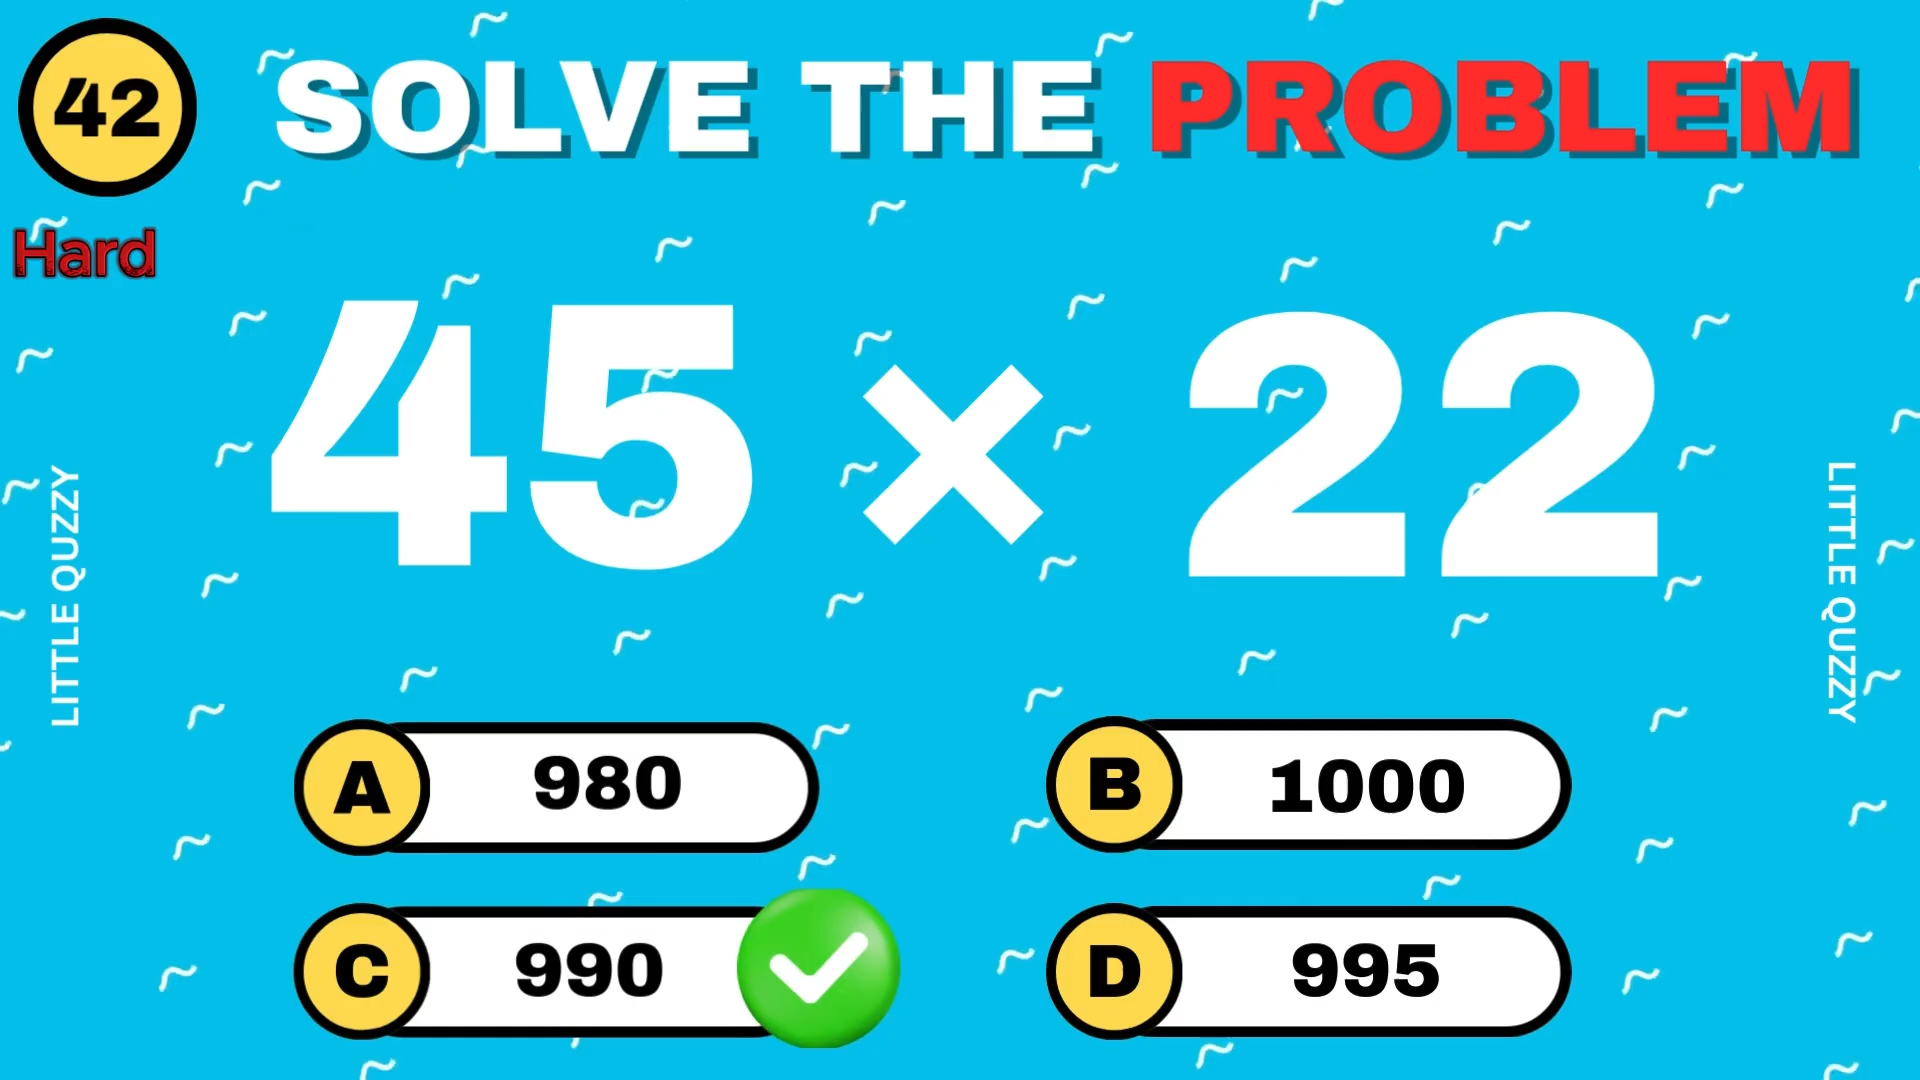 42
SOLVE THE PROBLEM
Hard
45 × 22
LITTLE QUZZY
LITTLE QUZZY
A 980
B 1000
C 990
D 995